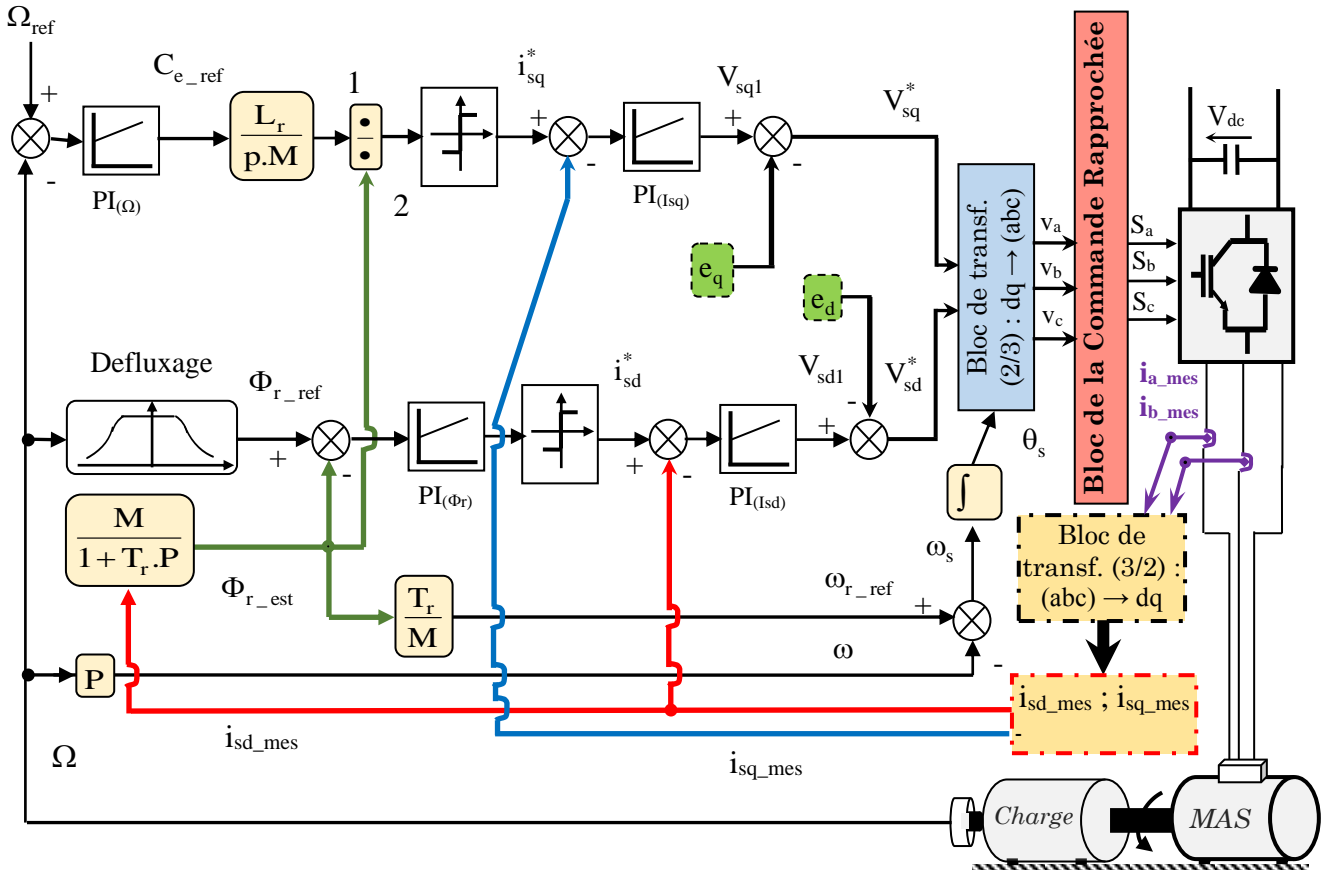 Ω_ref
+
-
PI_(Ω)
C_e_ref
L_r
p.M
1
2
i*_sq
+
-
PI_(Isq)
V_sq1
+
-
V*_sq
e_q
e_d
Bloc de transf.
(2/3) : dq → (abc)
v_a
v_b
v_c
Bloc de la Commande Rapprochée
S_a
S_b
S_c
V_dc
i_a_mes
i_b_mes
Defluxage
Φ_r_ref
+
-
PI_(Φr)
i*_sd
+
-
PI_(Isd)
V_sd1
+
-
V*_sd
θ_s
∫
ω_s
M
1 + T_r.P
Φ_r_est
T_r
M
ω_r_ref
+
-
P
ω
Bloc de
transf. (3/2) :
(abc) → dq
i_sd_mes ; i_sq_mes
-
i_sd_mes
i_sq_mes
Ω
Charge
MAS